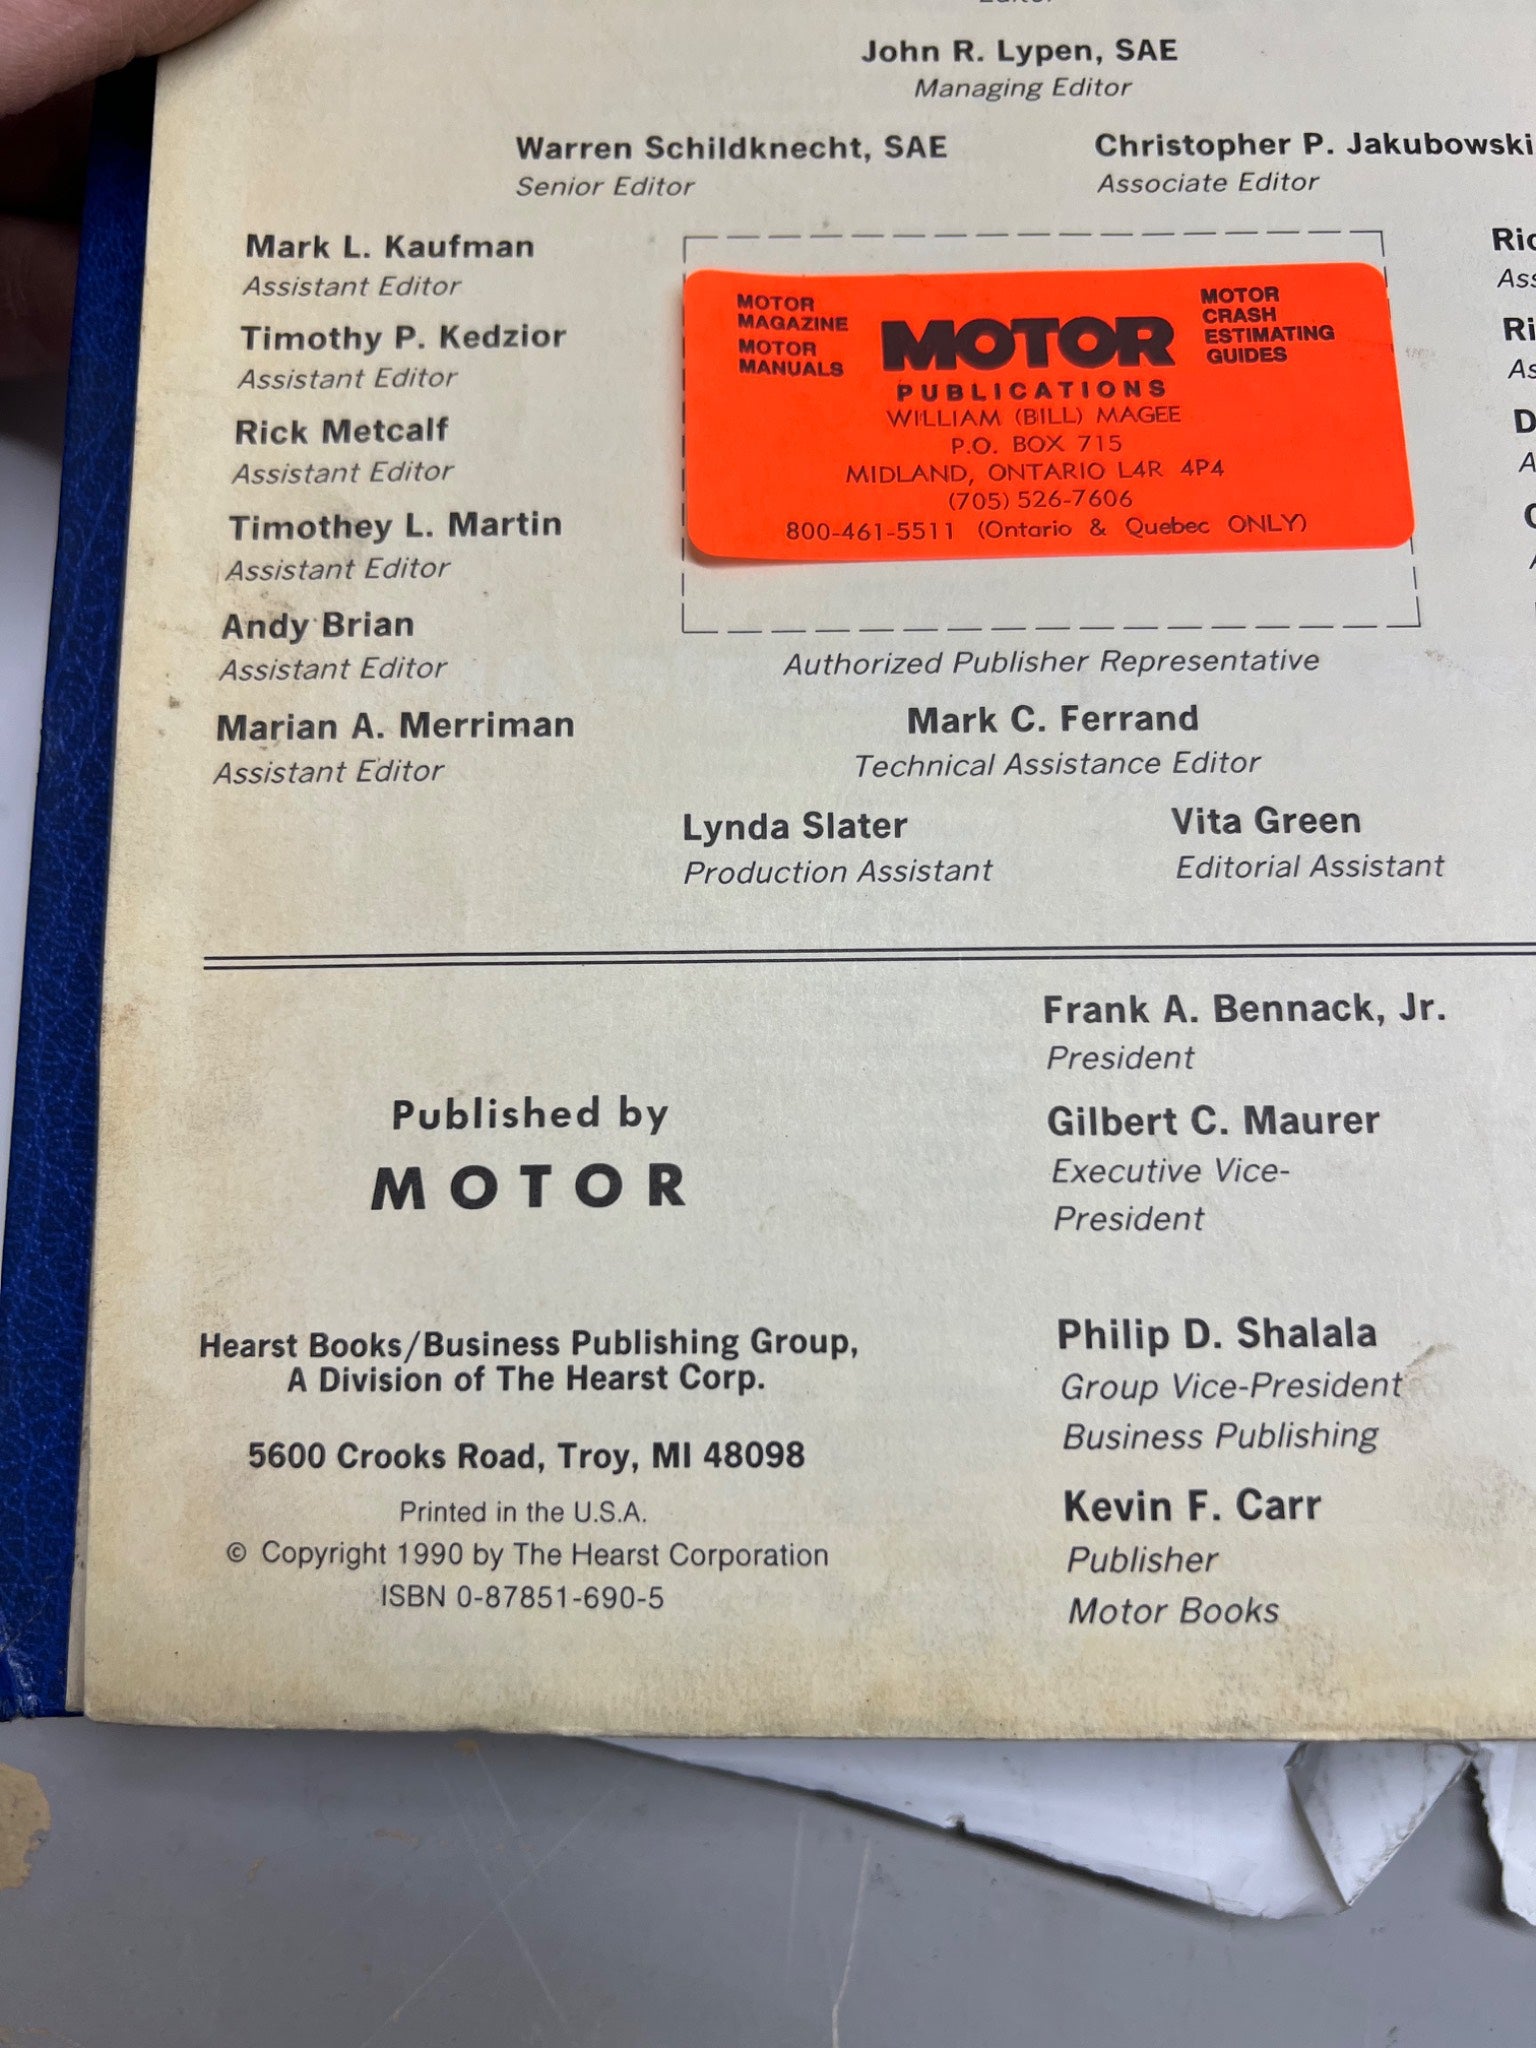 John R. Lypen, SAE
Managing Editor
Warren Schildknecht, SAE
Senior Editor
Christopher P. Jakubowski
Associate Editor
Mark L. Kaufman
Assistant Editor
Timothy P. Kedzior
Assistant Editor
Rick Metcalf
Assistant Editor
Timothey L. Martin
Assistant Editor
Andy Brian
Assistant Editor
Marian A. Merriman
Assistant Editor
MOTOR
MAGAZINE
MOTOR
MANUALS
MOTOR
PUBLICATIONS
MOTOR
CRASH
ESTIMATING
GUIDES
WILLIAM (BILL) MAGEE
P.O. BOX 715
MIDLAND, ONTARIO L4R 4P4
(705) 526-7606
800-461-5511 (Ontario & Quebec ONLY)
Authorized Publisher Representative
Mark C. Ferrand
Technical Assistance Editor
Lynda Slater
Production Assistant
Vita Green
Editorial Assistant
Published by
MOTOR
Hearst Books/Business Publishing Group,
A Division of The Hearst Corp.
5600 Crooks Road, Troy, MI 48098
Printed in the U.S.A.
© Copyright 1990 by The Hearst Corporation
ISBN 0-87851-690-5
Frank A. Bennack, Jr.
President
Gilbert C. Maurer
Executive Vice-
President
Philip D. Shalala
Group Vice-President
Business Publishing
Kevin F. Carr
Publisher
Motor Books